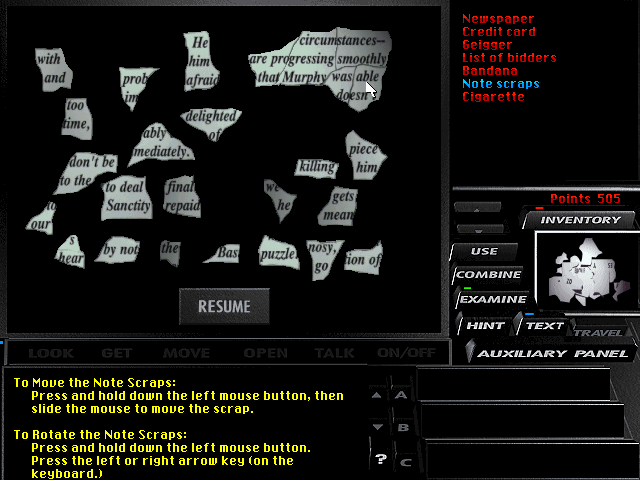 with
and
prob
im
He
him
afraid
circumstances--
are progressing smoothly
that Murphy was able
doesn't
too
time,
ably
mediately.
delighted
of
don't be
to the
to deal
Sanctity
final
repaid
killing
piece
him
we
he
gets
mean
to
our
s
hear
by not
the
Bas
puzzle.
nosy,
go
tion of
RESUME
LOOK GET MOVE OPEN TALK ON/OFF
To Move the Note Scraps:
Press and hold down the left mouse button, then
slide the mouse to move the scrap.
To Rotate the Note Scraps:
Press and hold down the left mouse button.
Press the left or right arrow key (on the
keyboard.)
A
B
?
C
Newspaper
Credit card
Geigger
List of bidders
Bandana
Note scraps
Cigarette
Points 505
INVENTORY
USE
COMBINE
EXAMINE
HINT
TEXT
TRAVEL
AUXILIARY PANEL